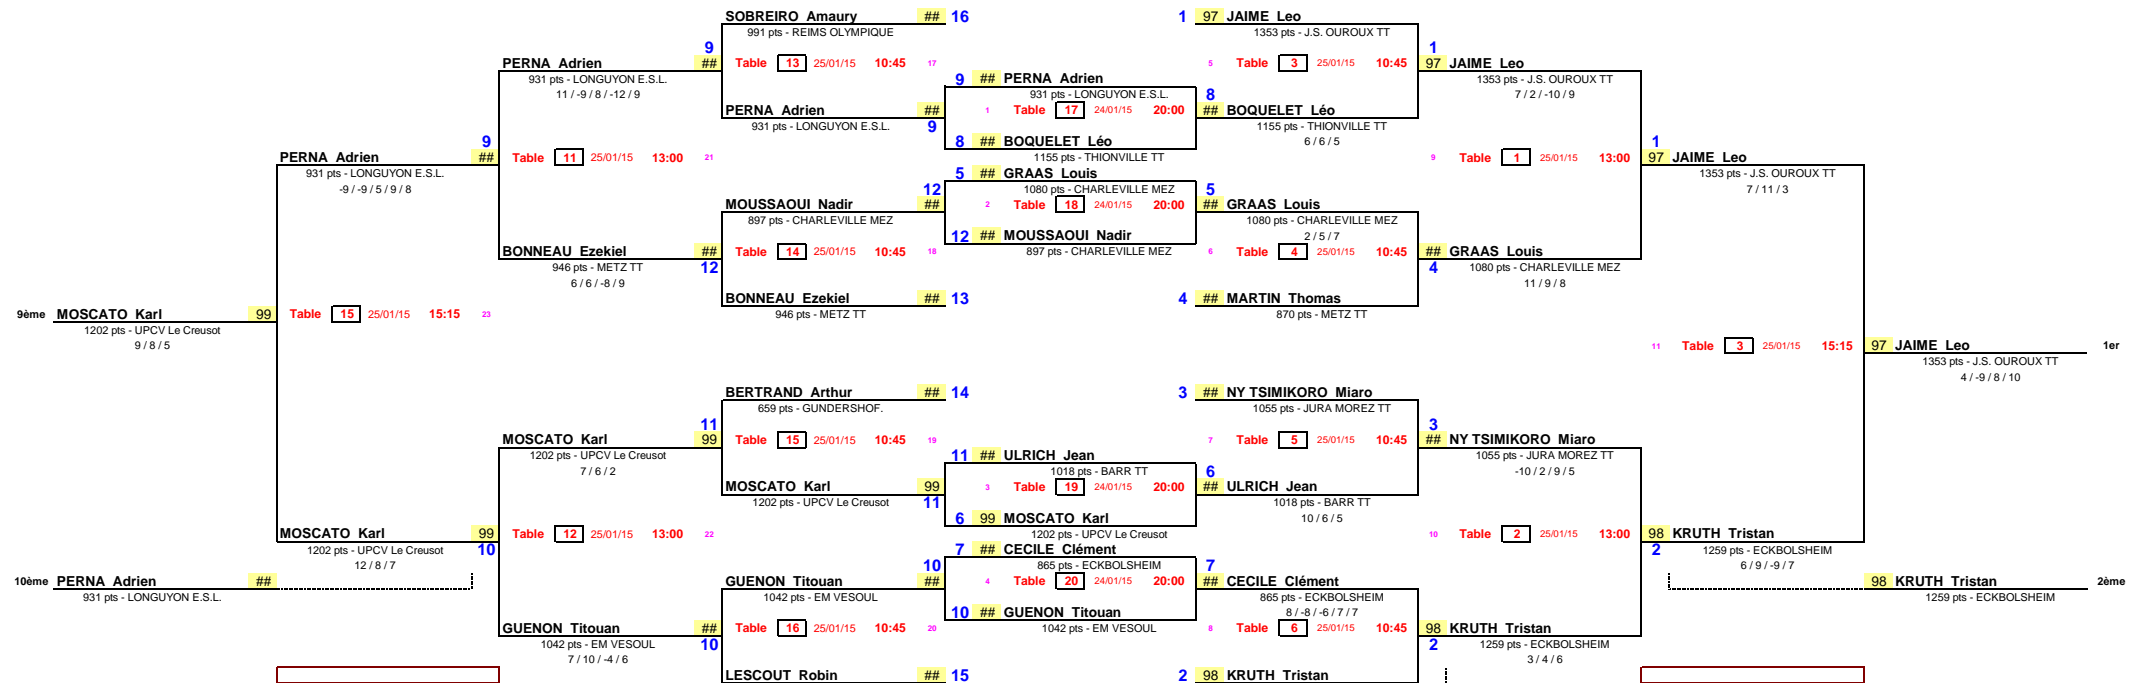 SOBREIRO Amaury ## 16 1 97 JAIME Leo
991 pts - REIMS OLYMPIQUE 1353 pts - J.S. OUROUX TT
9 1
PERNA Adrien ## Table 13 25/01/15 10:45 17 5 Table 3 25/01/15 10:45 97 JAIME Leo
931 pts - LONGUYON E.S.L. 9 ## PERNA Adrien 1353 pts - J.S. OUROUX TT
11 / -9 / 8 / -12 / 9 931 pts - LONGUYON E.S.L. 8 7 / 2 / -10 / 9
PERNA Adrien ## 1 Table 17 24/01/15 20:00 ## BOQUELET Léo
931 pts - LONGUYON E.S.L. 9 1155 pts - THIONVILLE TT
9 8 ## BOQUELET Léo 6 / 6 / 5 1
PERNA Adrien ## Table 11 25/01/15 13:00 21 1155 pts - THIONVILLE TT 9 Table 1 25/01/15 13:00 97 JAIME Leo
931 pts - LONGUYON E.S.L. 5 ## GRAAS Louis 1353 pts - J.S. OUROUX TT
-9 / -9 / 5 / 9 / 8 12 1080 pts - CHARLEVILLE MEZ 5 7 / 11 / 3
MOUSSAOUI Nadir ## 2 Table 18 24/01/15 20:00 ## GRAAS Louis
897 pts - CHARLEVILLE MEZ 1080 pts - CHARLEVILLE MEZ
12 ## MOUSSAOUI Nadir 2 / 5 / 7
BONNEAU Ezekiel ## Table 14 25/01/15 10:45 18 897 pts - CHARLEVILLE MEZ 6 Table 4 25/01/15 10:45 ## GRAAS Louis
946 pts - METZ TT 12 4 1080 pts - CHARLEVILLE MEZ
6 / 6 / -8 / 9 11 / 9 / 8
BONNEAU Ezekiel ## 13 4 ## MARTIN Thomas
9ème MOSCATO Karl 99 Table 15 25/01/15 15:15 23 946 pts - METZ TT 870 pts - METZ TT
1202 pts - UPCV Le Creusot
9 / 8 / 5 11 Table 3 25/01/15 15:15 97 JAIME Leo 1er
1353 pts - J.S. OUROUX TT
4 / -9 / 8 / 10
BERTRAND Arthur ## 14 3 ## NY TSIMIKORO Miaro
659 pts - GUNDERSHOF. 1055 pts - JURA MOREZ TT
11 3
MOSCATO Karl 99 Table 15 25/01/15 10:45 19 7 Table 5 25/01/15 10:45 ## NY TSIMIKORO Miaro
1202 pts - UPCV Le Creusot 11 ## ULRICH Jean 1055 pts - JURA MOREZ TT
7 / 6 / 2 1018 pts - BARR TT 6 -10 / 2 / 9 / 5
MOSCATO Karl 99 3 Table 19 24/01/15 20:00 ## ULRICH Jean
1202 pts - UPCV Le Creusot 11 1018 pts - BARR TT
6 99 MOSCATO Karl 10 / 6 / 5
MOSCATO Karl 99 Table 12 25/01/15 13:00 22 1202 pts - UPCV Le Creusot 10 Table 2 25/01/15 13:00 98 KRUTH Tristan
1202 pts - UPCV Le Creusot 10 7 ## CECILE Clément 2 1259 pts - ECKBOLSHEIM
12 / 8 / 7 10 865 pts - ECKBOLSHEIM 7 6 / 9 / -9 / 7
10ème PERNA Adrien ## GUENON Titouan ## 4 Table 20 24/01/15 20:00 ## CECILE Clément 98 KRUTH Tristan 2ème
931 pts - LONGUYON E.S.L. 1042 pts - EM VESOUL 865 pts - ECKBOLSHEIM 1259 pts - ECKBOLSHEIM
10 ## GUENON Titouan 8 / -8 / -6 / 7 / 7
GUENON Titouan ## Table 16 25/01/15 10:45 20 1042 pts - EM VESOUL 8 Table 6 25/01/15 10:45 98 KRUTH Tristan
1042 pts - EM VESOUL 10 2 1259 pts - ECKBOLSHEIM
7 / 10 / -4 / 6 3 / 4 / 6
LESCOUT Robin ## 15 2 98 KRUTH Tristan